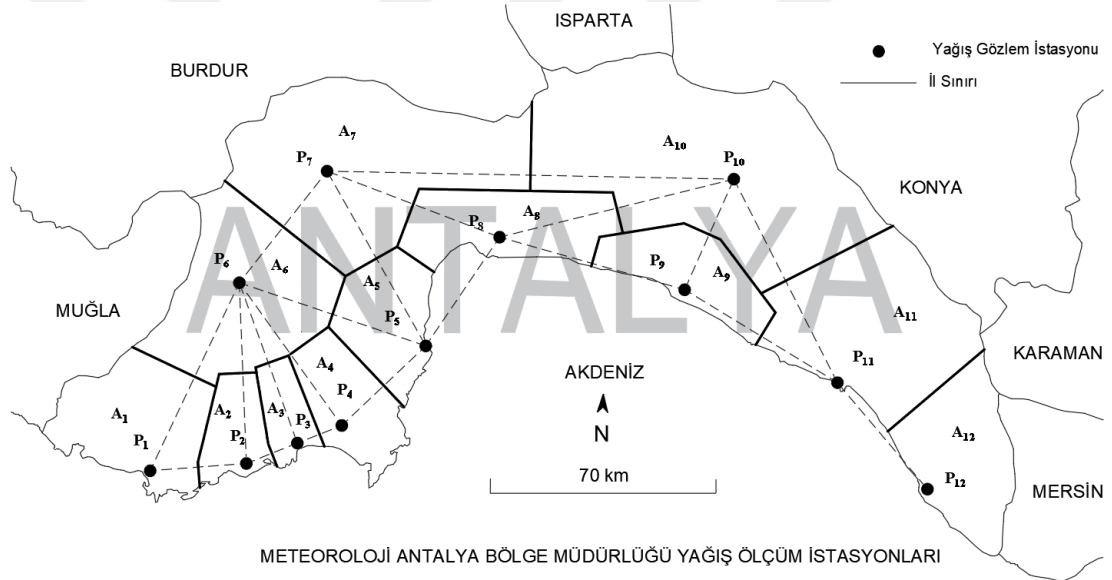 ISPARTA
Yağış Gözlem İstasyonu
BURDUR
İl Sınırı
A7
P7
A10
P10
KONYA
ANTALYA
A8
P8
P6
A6
A5
P9
A9
MUĞLA
P5
A11
KARAMAN
A4
P11
AKDENİZ
A1
A2
A3
P4
P3
P1
P2
N
A12
70 km
P12
MERSİN
METEOROLOJİ ANTALYA BÖLGE MÜDÜRLÜĞÜ YAĞIŞ ÖLÇÜM İSTASYONLARI